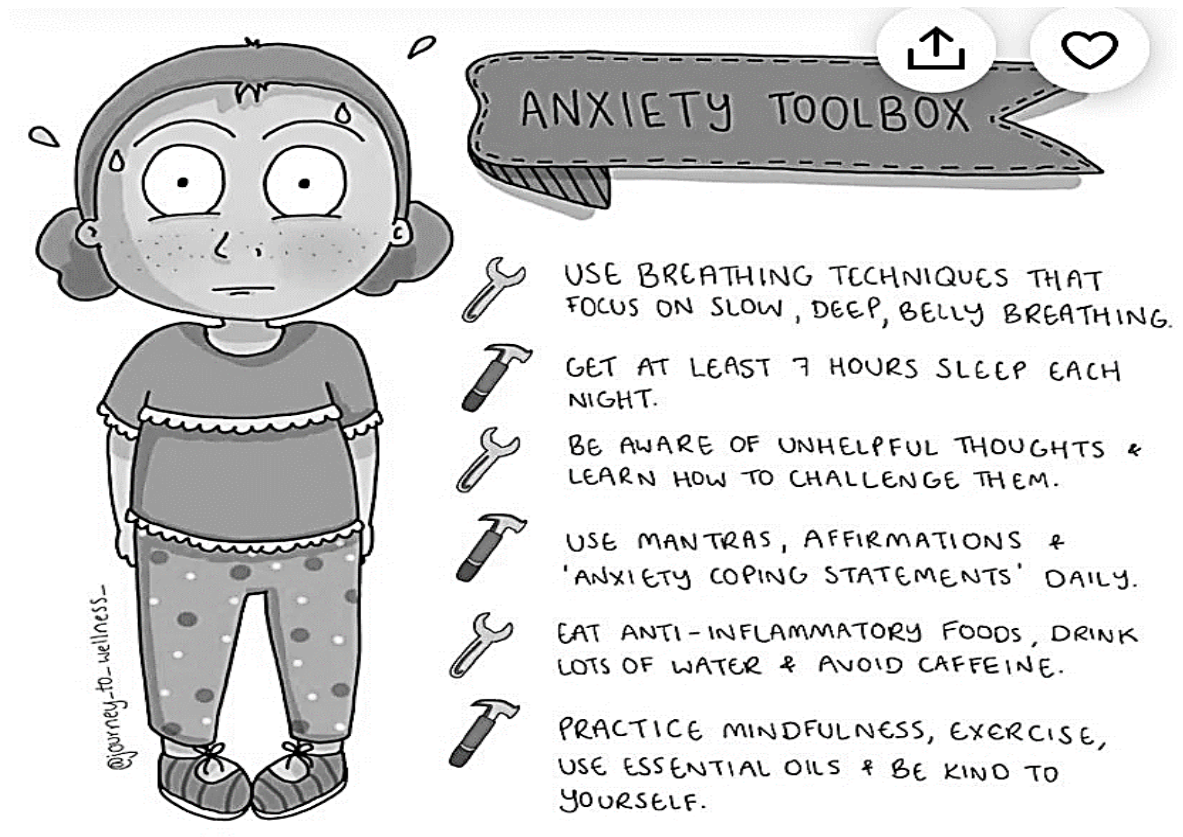 ANXIETY TOOLBOX
USE BREATHING TECHNIQUES THAT
FOCUS ON SLOW, DEEP, BELLY BREATHING.
GET AT LEAST 7 HOURS SLEEP EACH
NIGHT.
BE AWARE OF UNHELPFUL THOUGHTS &
LEARN HOW TO CHALLENGE THEM.
USE MANTRAS, AFFIRMATIONS &
'ANXIETY COPING STATEMENTS' DAILY.
EAT ANTI-INFLAMMATORY FOODS, DRINK
LOTS OF WATER & AVOID CAFFEINE.
PRACTICE MINDFULNESS, EXERCISE,
USE ESSENTIAL OILS & BE KIND TO
YOURSELF.
@journey_to_wellness_